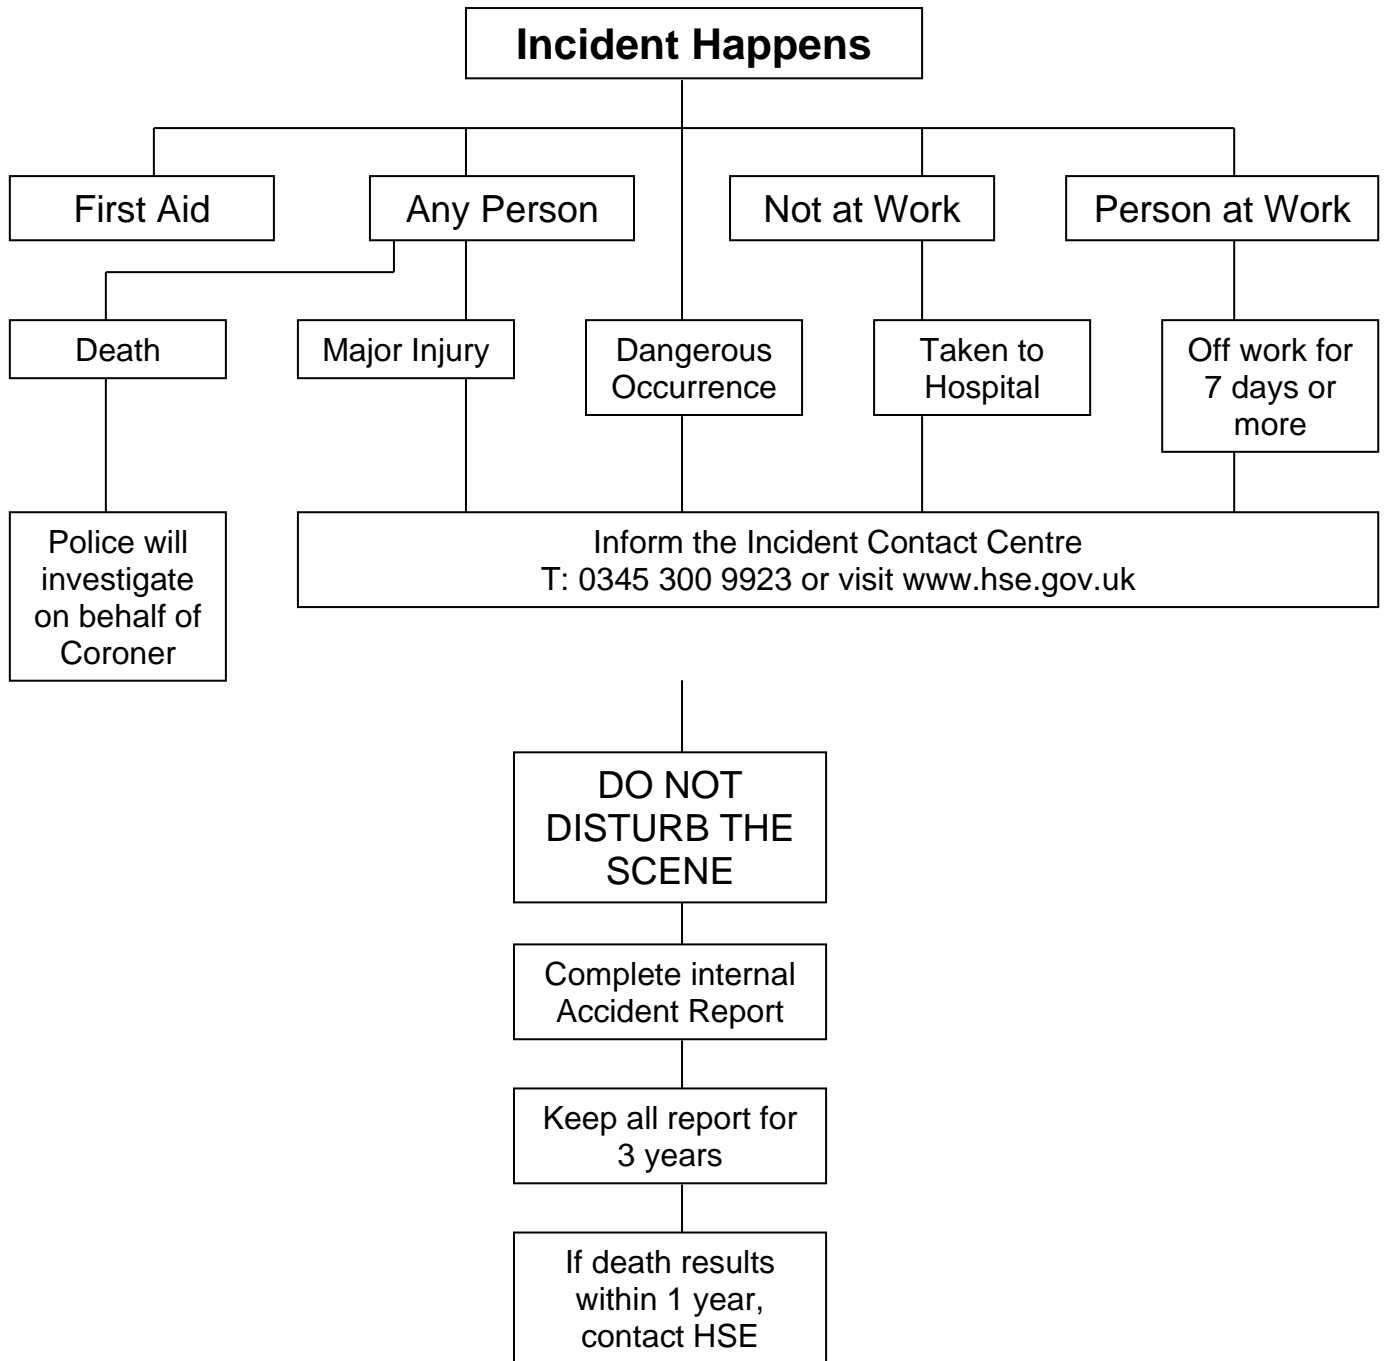 Incident Happens
First Aid
Any Person
Not at Work
Person at Work
Death
Major Injury
Dangerous
Occurrence
Taken to
Hospital
Off work for
7 days or
more
Police will
investigate
on behalf of
Coroner
Inform the Incident Contact Centre
T: 0345 300 9923 or visit www.hse.gov.uk
DO NOT
DISTURB THE
SCENE
Complete internal
Accident Report
Keep all report for
3 years
If death results
within 1 year,
contact HSE